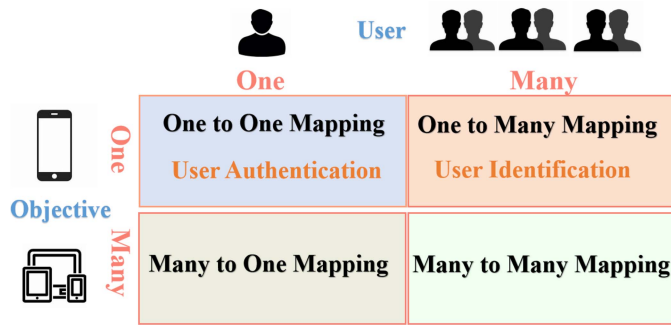 User
One
Many
One
One to One Mapping
One to Many Mapping
User Authentication
User Identification
Objective
Many
Many to One Mapping
Many to Many Mapping